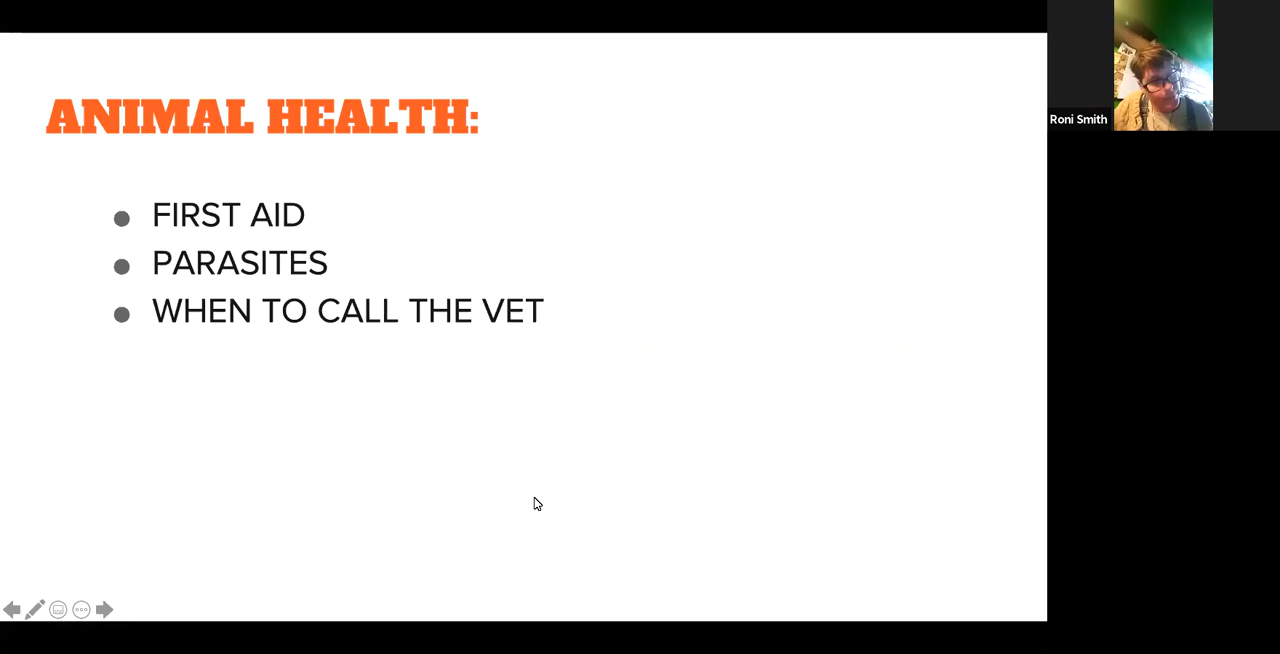 ANIMAL HEALTH:
FIRST AID
PARASITES
WHEN TO CALL THE VET
Roni Smith